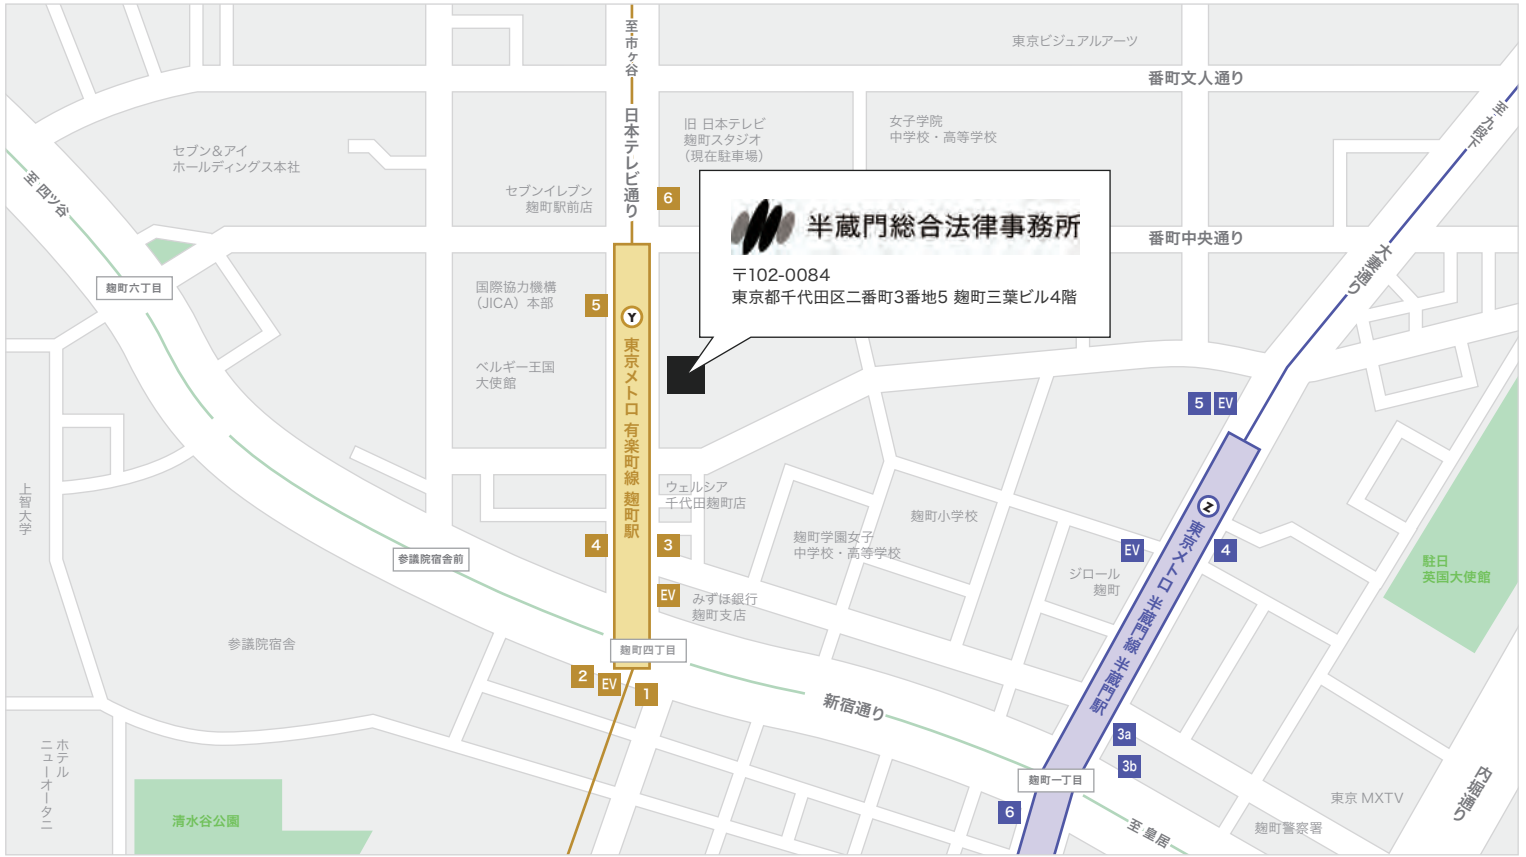 至市ヶ谷
東京ビジュアルアーツ
番町文人通り
至 九段下
日本テレビ通り
旧 日本テレビ
麹町スタジオ
（現在駐車場）
女子学院
中学校・高等学校
セブン&アイ
ホールディングス本社
至 四ツ谷
セブンイレブン
麹町駅前店
6
半蔵門総合法律事務所
〒102-0084
東京都千代田区二番町3番地5 麹町三葉ビル4階
番町中央通り
大妻通り
麹町六丁目
国際協力機構
（JICA）本部
5
Y
東京メトロ 有楽町線 麹町駅
ベルギー王国
大使館
5
EV
上智大学
ウェルシア
千代田麹町店
Z
東京メトロ 半蔵門線 半蔵門駅
麹町小学校
麹町学園女子
中学校・高等学校
参議院宿舎前
4
3
EV
4
ジロール
麹町
駐日
英国大使館
EV
みずほ銀行
麹町支店
参議院宿舎
麹町四丁目
2
EV
1
新宿通り
3a
3b
麹町一丁目
6
ホテル
ニューオータニ
清水谷公園
東京 MXTV
内堀通り
至 皇居
麹町警察署